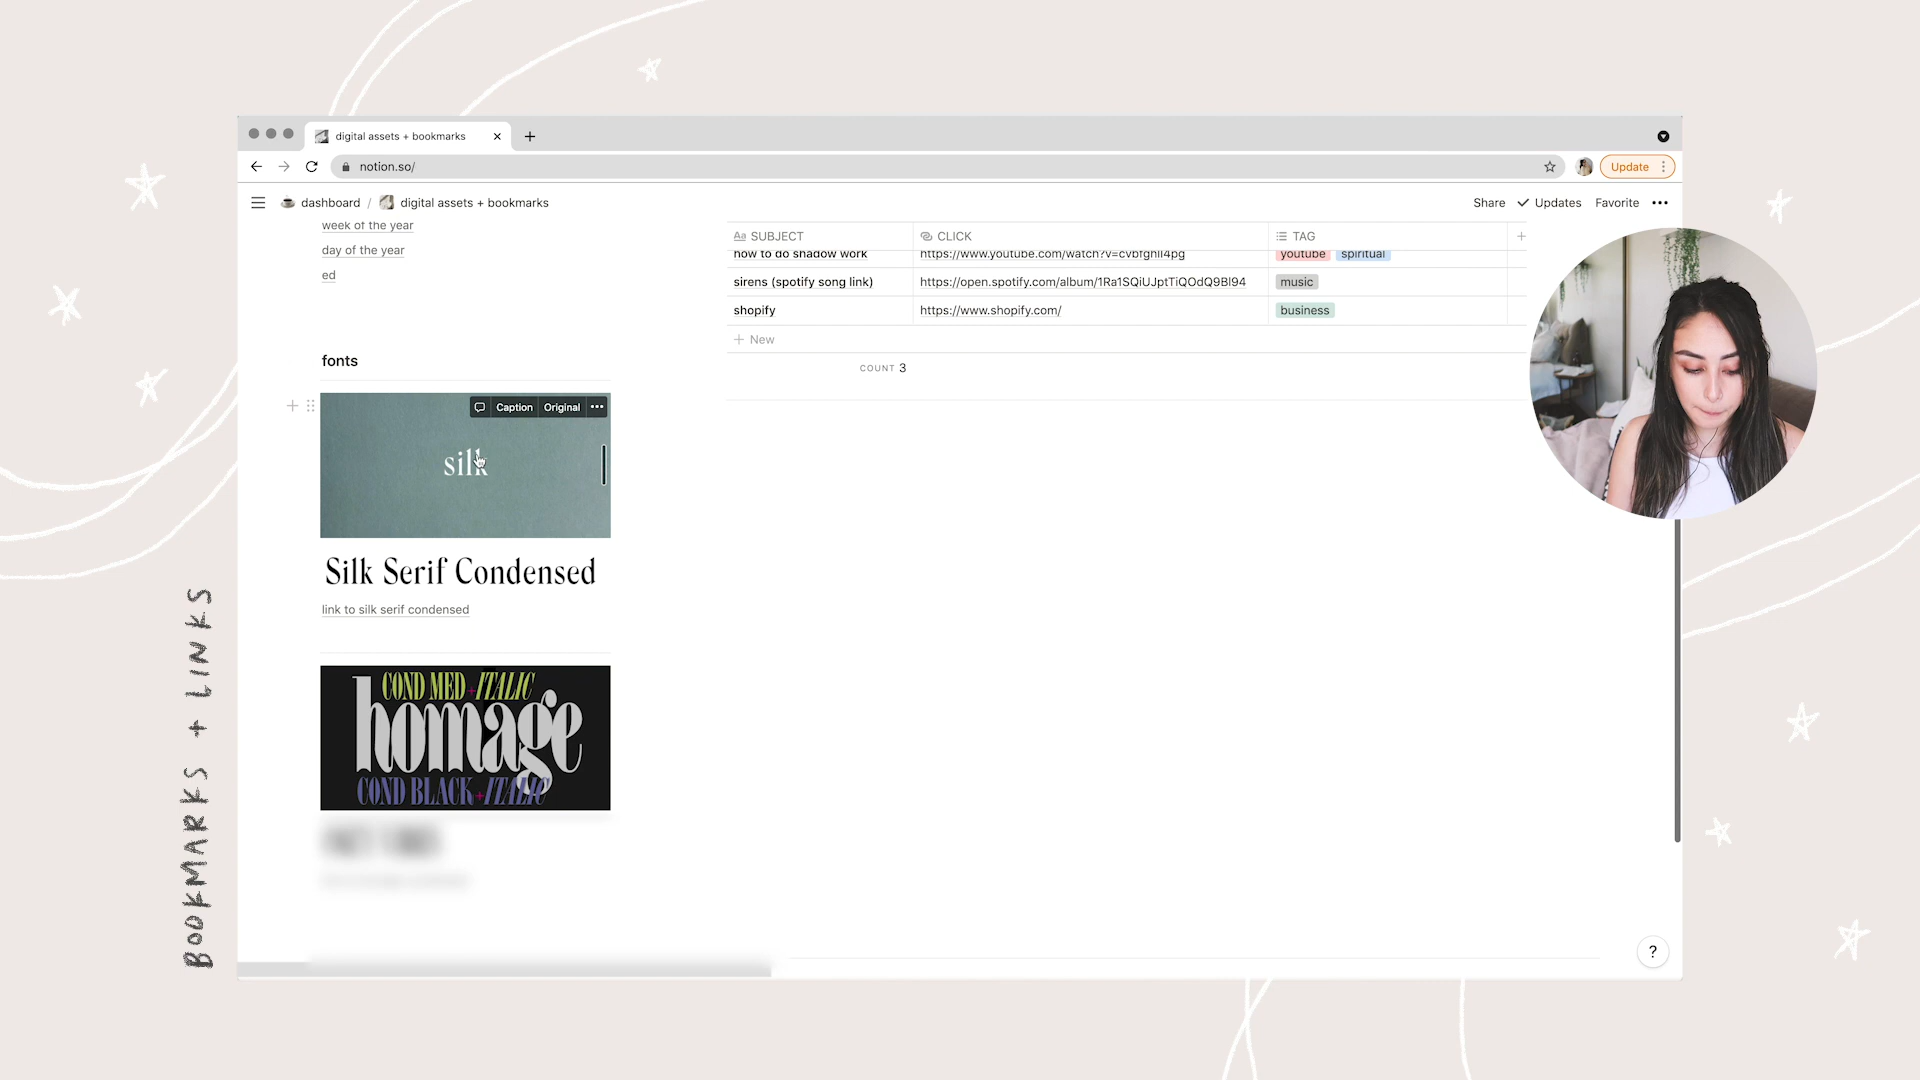 digital assets + bookmarks
notion.so/
Update
dashboard / digital assets + bookmarks
Share
Updates
Favorite
week of the year
day of the year
ed
fonts
Caption
Original
silk
Silk Serif Condensed
link to silk serif condensed
COND MED + ITALIC
homage
COND BLACK + ITALIC
Aa SUBJECT
CLICK
TAG
how to do shadow work
youtube
spiritual
sirens (spotify song link)
https://open.spotify.com/album/1Ra1SQiUJptTiQOdQ9Bl94
music
shopify
https://www.shopify.com/
business
+ New
COUNT 3
?
BOOKMARKS + LINKS